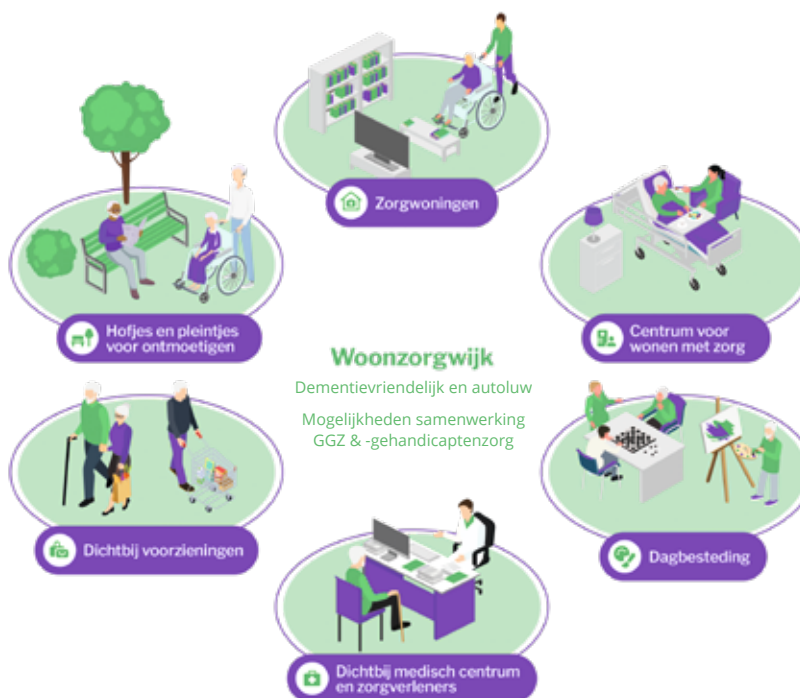 Zorgwoningen
Hofjes en pleintjes
voor ontmoetigen
Centrum voor
wonen met zorg
Woonzorgwijk
Dementievriendelijk en autoluw
Mogelijkheden samenwerking
GGZ & -gehandicaptenzorg
Dichtbij voorzieningen
Dagbesteding
Dichtbij medisch centrum
en zorgverleners